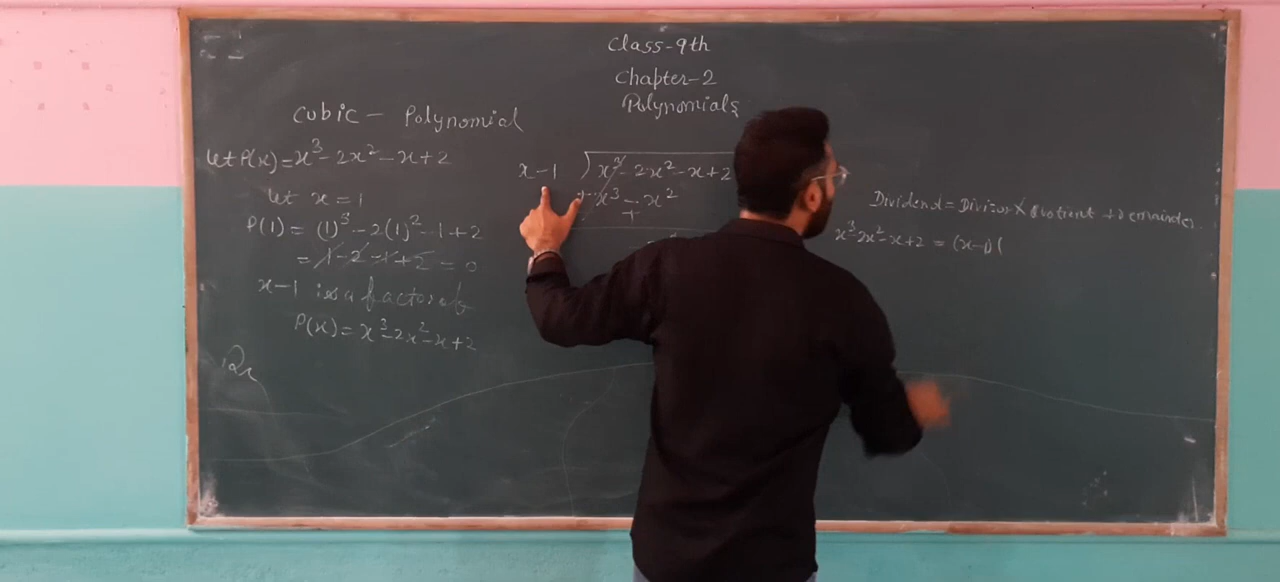 Class-9th
Chapter-2
Polynomials
Cubic - Polynomial
let P(x) = x³ - 2x² - x + 2
let x = 1
P(1) = (1)³ - 2(1)² - 1 + 2
= 1 - 2 - 1 + 2 = 0
x-1 is a factor of
P(x) = x³ - 2x² - x + 2
x-1 ) x³ - 2x² - x + 2
x³ - x²
+
Dividend = Divisor × Quotient + remainder
x³ 2x² - x + 2 = (x-1) (